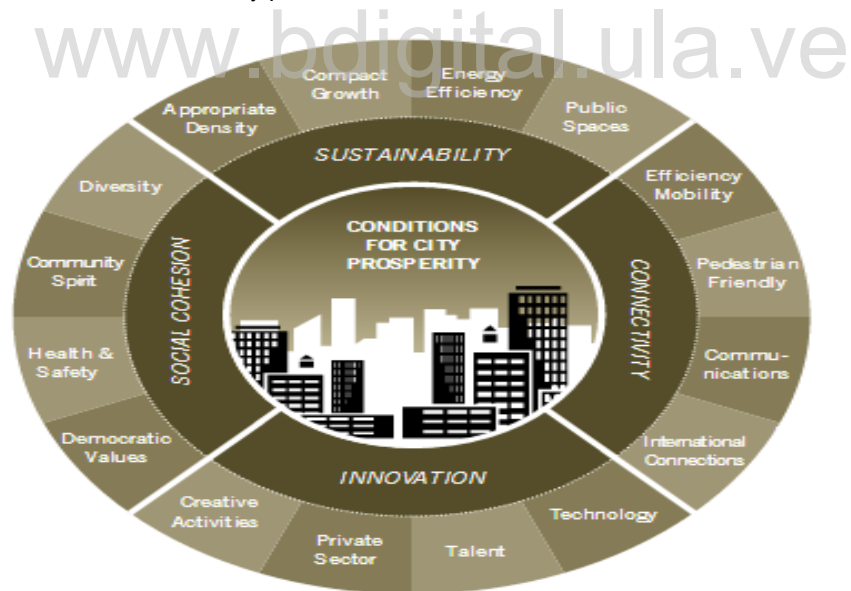 www.bdigital.ula.ve
Compact
Growth
Energy
Efficiency
Appropriate
Density
Public
Spaces
SUSTAINABILITY
Diversity
Efficiency
Mobility
CONDITIONS
FOR CITY
PROSPERITY
Community
Spirit
SOCIAL COHESION
CONNECTIVITY
Pedestrian
Friendly
Health &
Safety
Commu-
nications
Democratic
Values
International
Connections
INNOVATION
Creative
Activities
Technology
Private
Sector
Talent